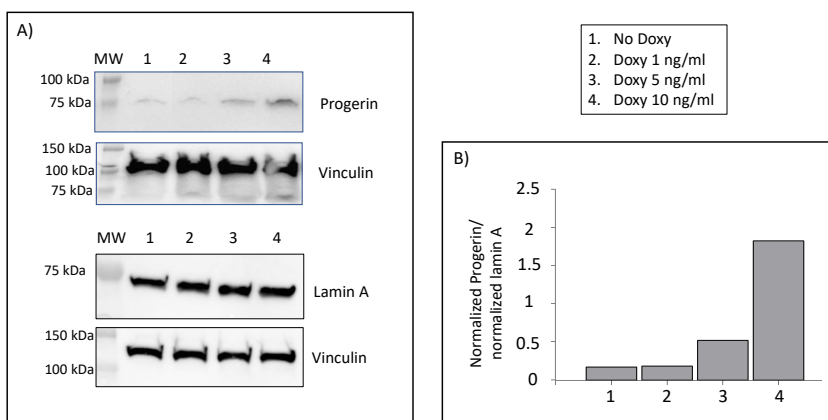 A)
MW 1 2 3 4
100 kDa
75 kDa
Progerin
150 kDa
100 kDa
75 kDa
Vinculin
MW 1 2 3 4
75 kDa
Lamin A
150 kDa
100 kDa
Vinculin
1. No Doxy
2. Doxy 1 ng/ml
3. Doxy 5 ng/ml
4. Doxy 10 ng/ml
B)
Normalized Progerin/
normalized lamin A
2.5
2
1.5
1
0.5
0
1 2 3 4